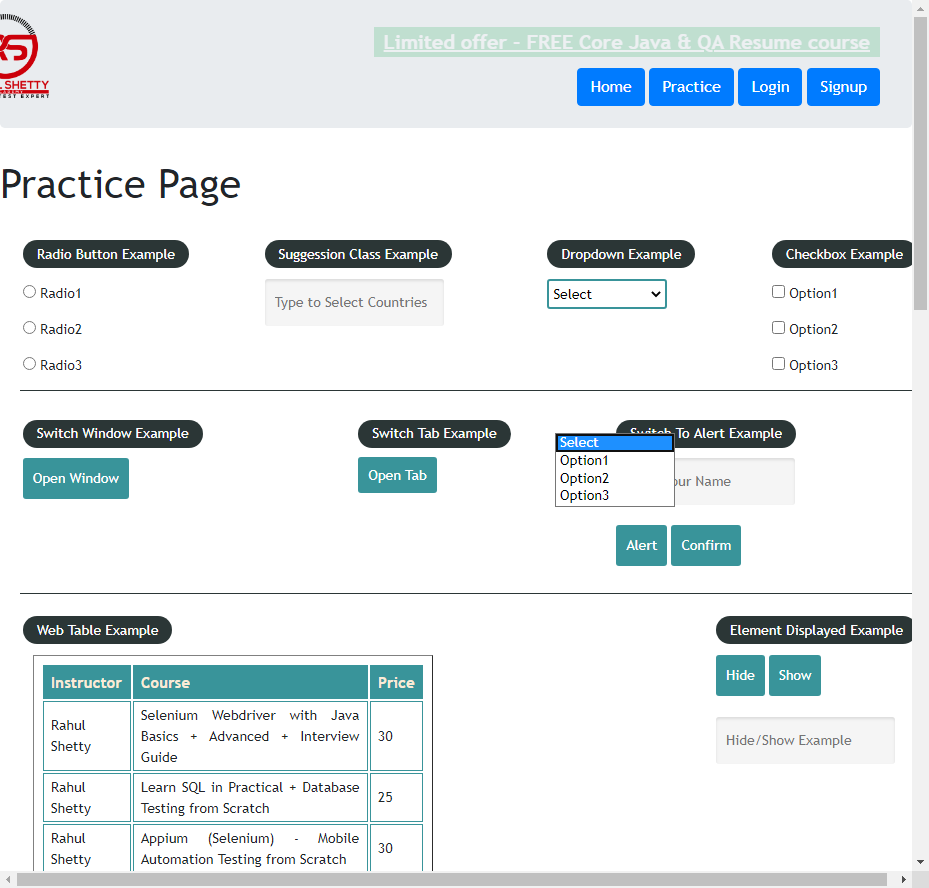 Limited offer - FREE Core Java & QA Resume course
SHETTY
Home Practice Login Signup
Practice Page
Radio Button Example
Suggession Class Example
Dropdown Example
Checkbox Example
Radio1
Radio2
Radio3
Type to Select Countries
Select
Option1
Option2
Option3
Switch Window Example
Open Window
Switch Tab Example
Open Tab
Switch To Alert Example
Select
Option1
Option2
Option3
our Name
Alert Confirm
Web Table Example
Element Displayed Example
Instructor Course Price
Rahul Shetty
Selenium Webdriver with Java
Basics + Advanced + Interview
Guide
30
Rahul Shetty
Learn SQL in Practical + Database
Testing from Scratch
25
Rahul Shetty
Appium (Selenium) - Mobile
Automation Testing from Scratch
30
Hide Show
Hide/Show Example